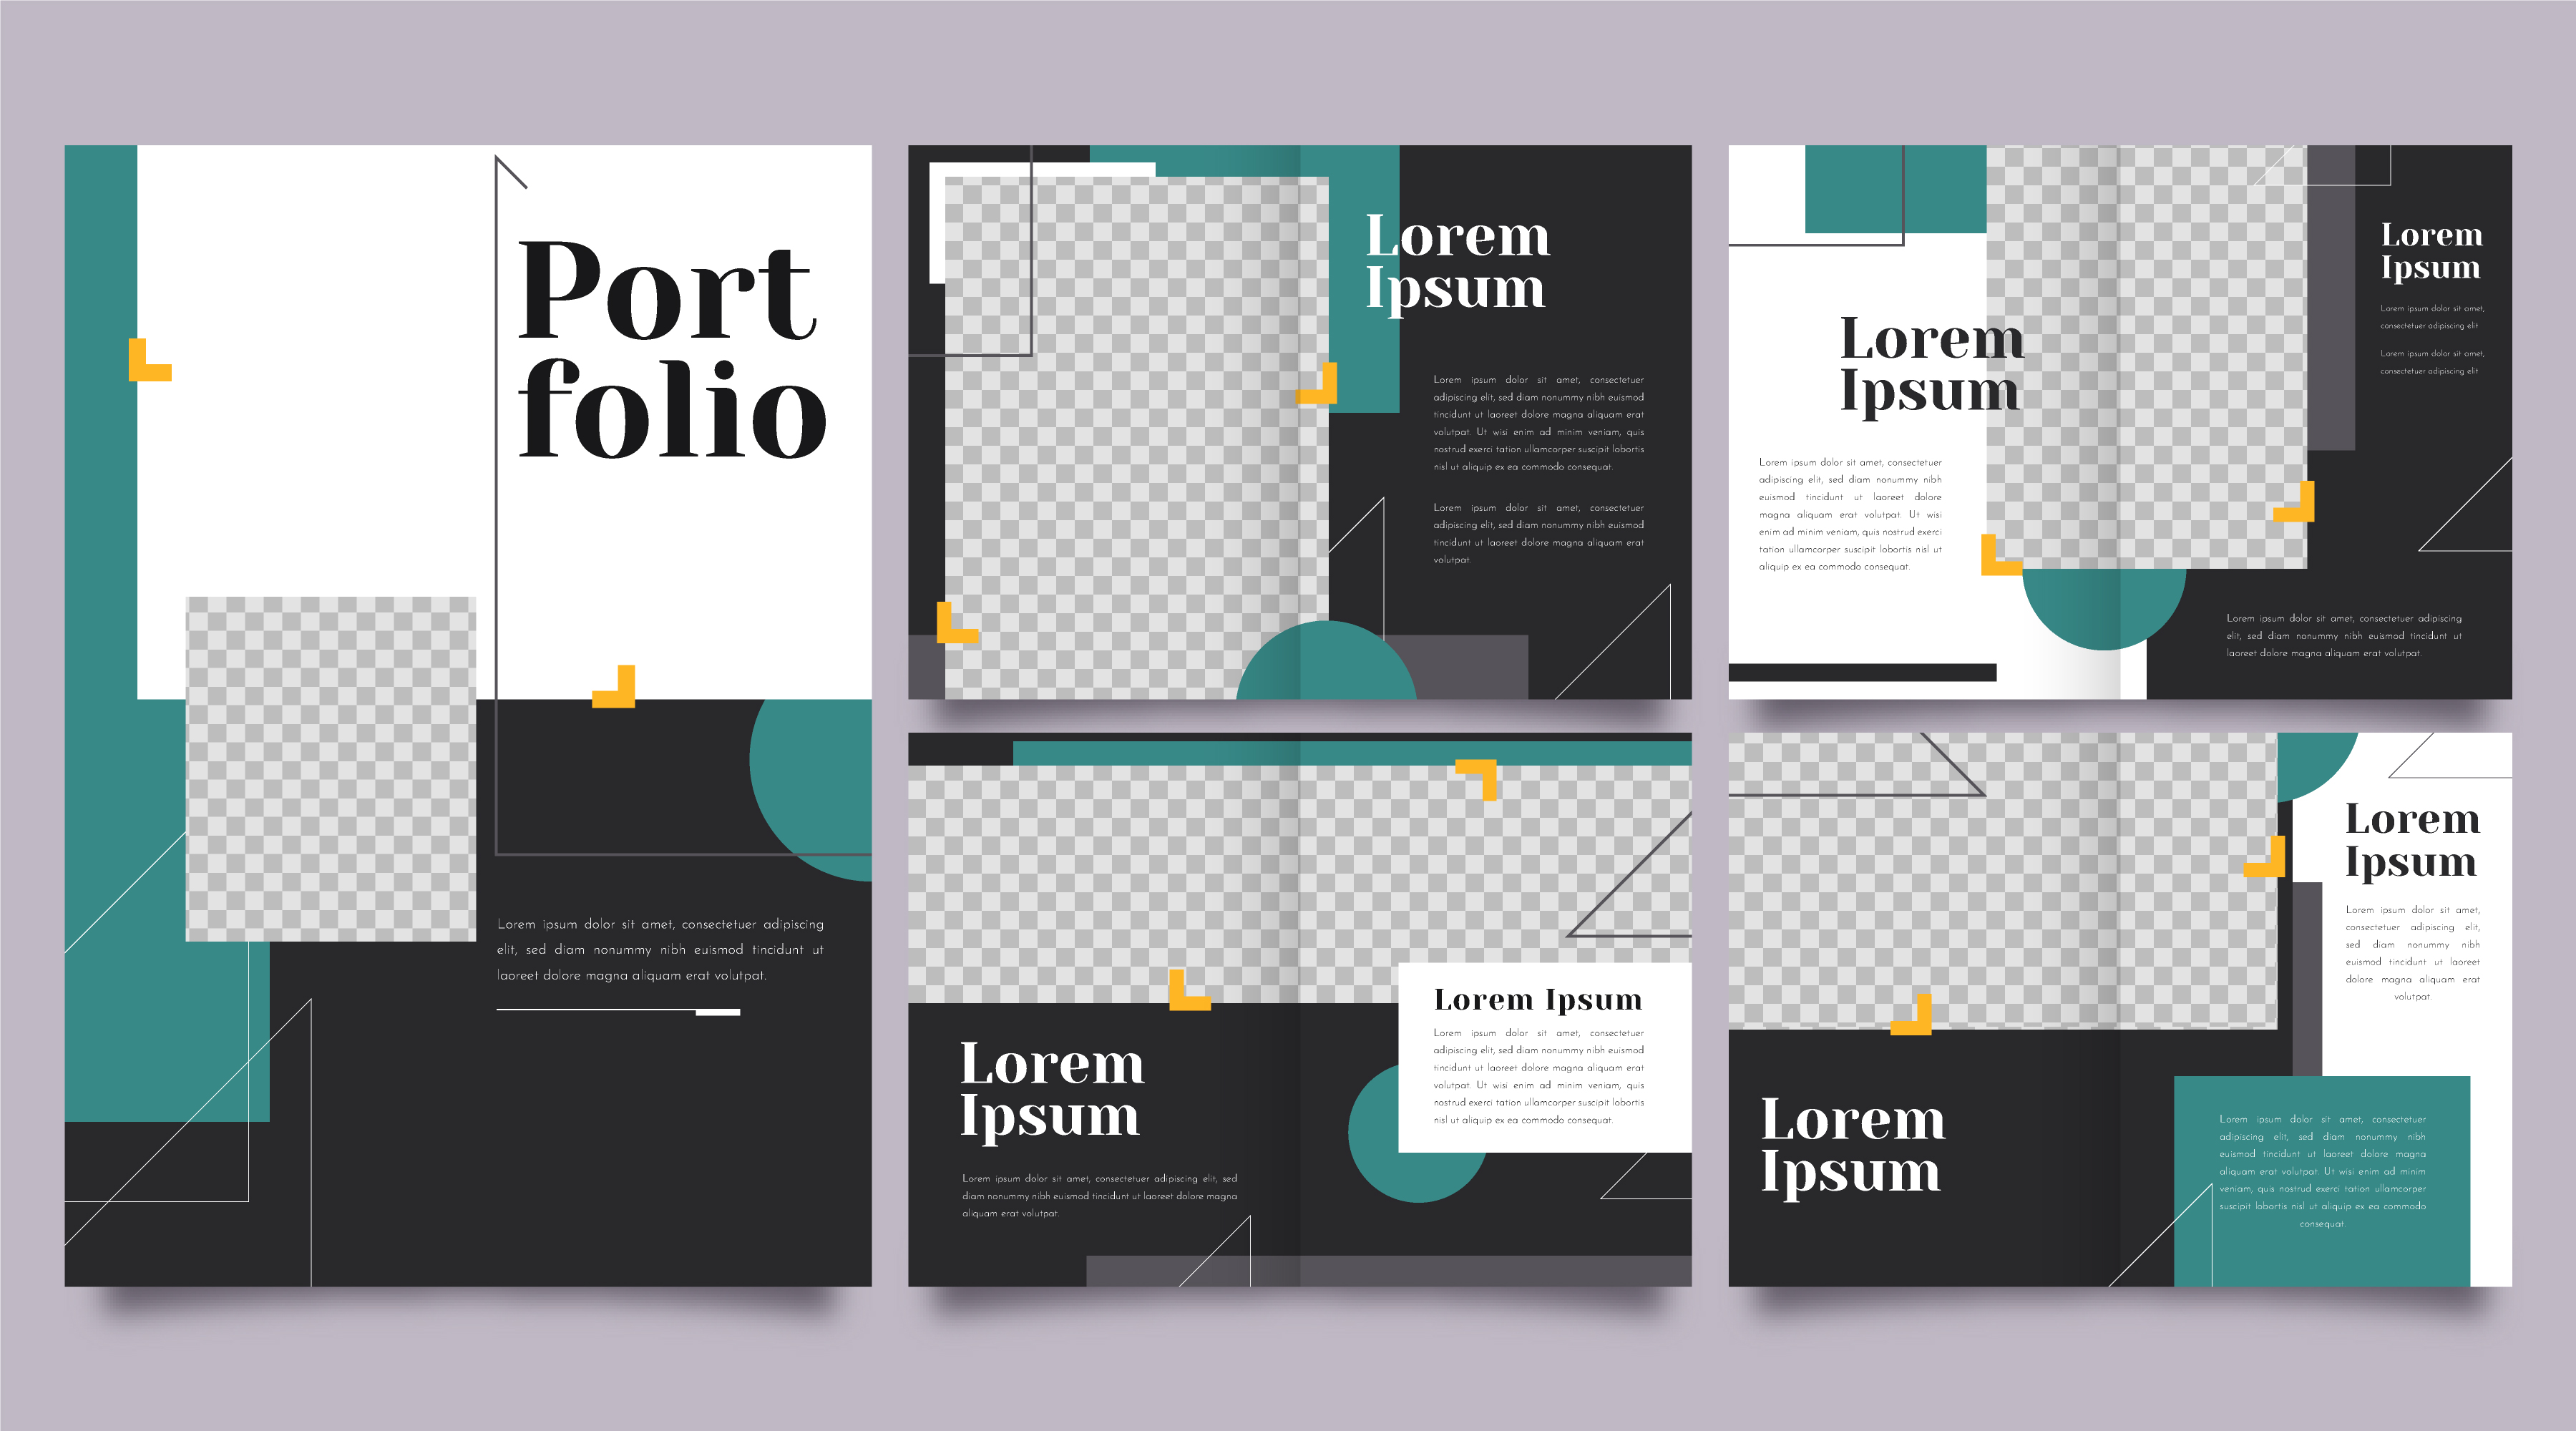 Port
folio
Lorem ipsum dolor sit amet, consectetuer adipiscing
elit, sed diam nonummy nibh euismod tincidunt ut
laoreet dolore magna aliquam erat volutpat.
Lorem
Ipsum
Lorem ipsum dolor sit amet, consectetuer
adipiscing elit, sed diam nonummy nibh euismod
tincidunt ut laoreet dolore magna aliquam erat
volutpat. Ut wisi enim ad minim veniam, quis
nostrud exerci tation ullamcorper suscipit lobortis
nisl ut aliquip ex ea commodo consequat.
Lorem ipsum dolor sit amet, consectetuer
adipiscing elit, sed diam nonummy nibh euismod
tincidunt ut laoreet dolore magna aliquam erat
volutpat.
Lorem
Ipsum
Lorem ipsum dolor sit amet, consectetuer
adipiscing elit, sed diam nonummy nibh
euismod tincidunt ut laoreet dolore
magna aliquam erat volutpat. Ut wisi
enim ad minim veniam, quis nostrud exerci
tation ullamcorper suscipit lobortis nisl ut
aliquip ex ea commodo consequat.
Lorem
Ipsum
Lorem ipsum dolor sit amet,
consectetuer adipiscing elit
Lorem ipsum dolor sit amet,
consectetuer adipiscing elit
Lorem ipsum dolor sit amet, consectetuer adipiscing
elit, sed diam nonummy nibh euismod tincidunt ut
laoreet dolore magna aliquam erat volutpat.
Lorem
Ipsum
Lorem ipsum dolor sit amet, consectetuer adipiscing elit, sed
diam nonummy nibh euismod tincidunt ut laoreet dolore magna
aliquam erat volutpat.
Lorem Ipsum
Lorem ipsum dolor sit amet, consectetuer
adipiscing elit, sed diam nonummy nibh euismod
tincidunt ut laoreet dolore magna aliquam erat
volutpat. Ut wisi enim ad minim veniam, quis
nostrud exerci tation ullamcorper suscipit lobortis
nisl ut aliquip ex ea commodo consequat.
Lorem
Ipsum
Lorem
Ipsum
Lorem ipsum dolor sit amet,
consectetuer adipiscing elit,
sed diam nonummy nibh
euismod tincidunt ut laoreet
dolore magna aliquam erat
volutpat.
Lorem ipsum dolor sit amet, consectetuer
adipiscing elit, sed diam nonummy nibh
euismod tincidunt ut laoreet dolore magna
aliquam erat volutpat. Ut wisi enim ad minim
veniam, quis nostrud exerci tation ullamcorper
suscipit lobortis nisl ut aliquip ex ea commodo
consequat.